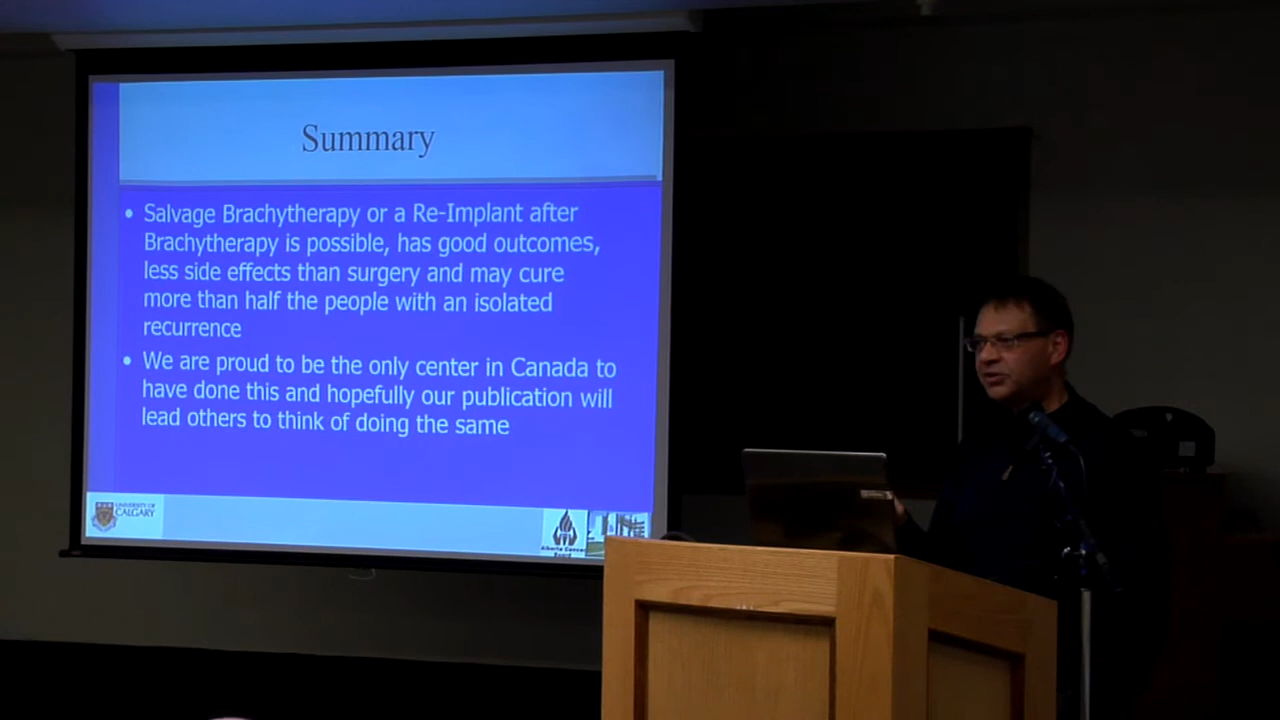 Summary
• Salvage Brachytherapy or a Re-Implant after
Brachytherapy is possible, has good outcomes,
less side effects than surgery and may cure
more than half the people with an isolated
recurrence
• We are proud to be the only center in Canada to
have done this and hopefully our publication will
lead others to think of doing the same
UNIVERSITY OF
CALGARY
Alberta Cancer
Board